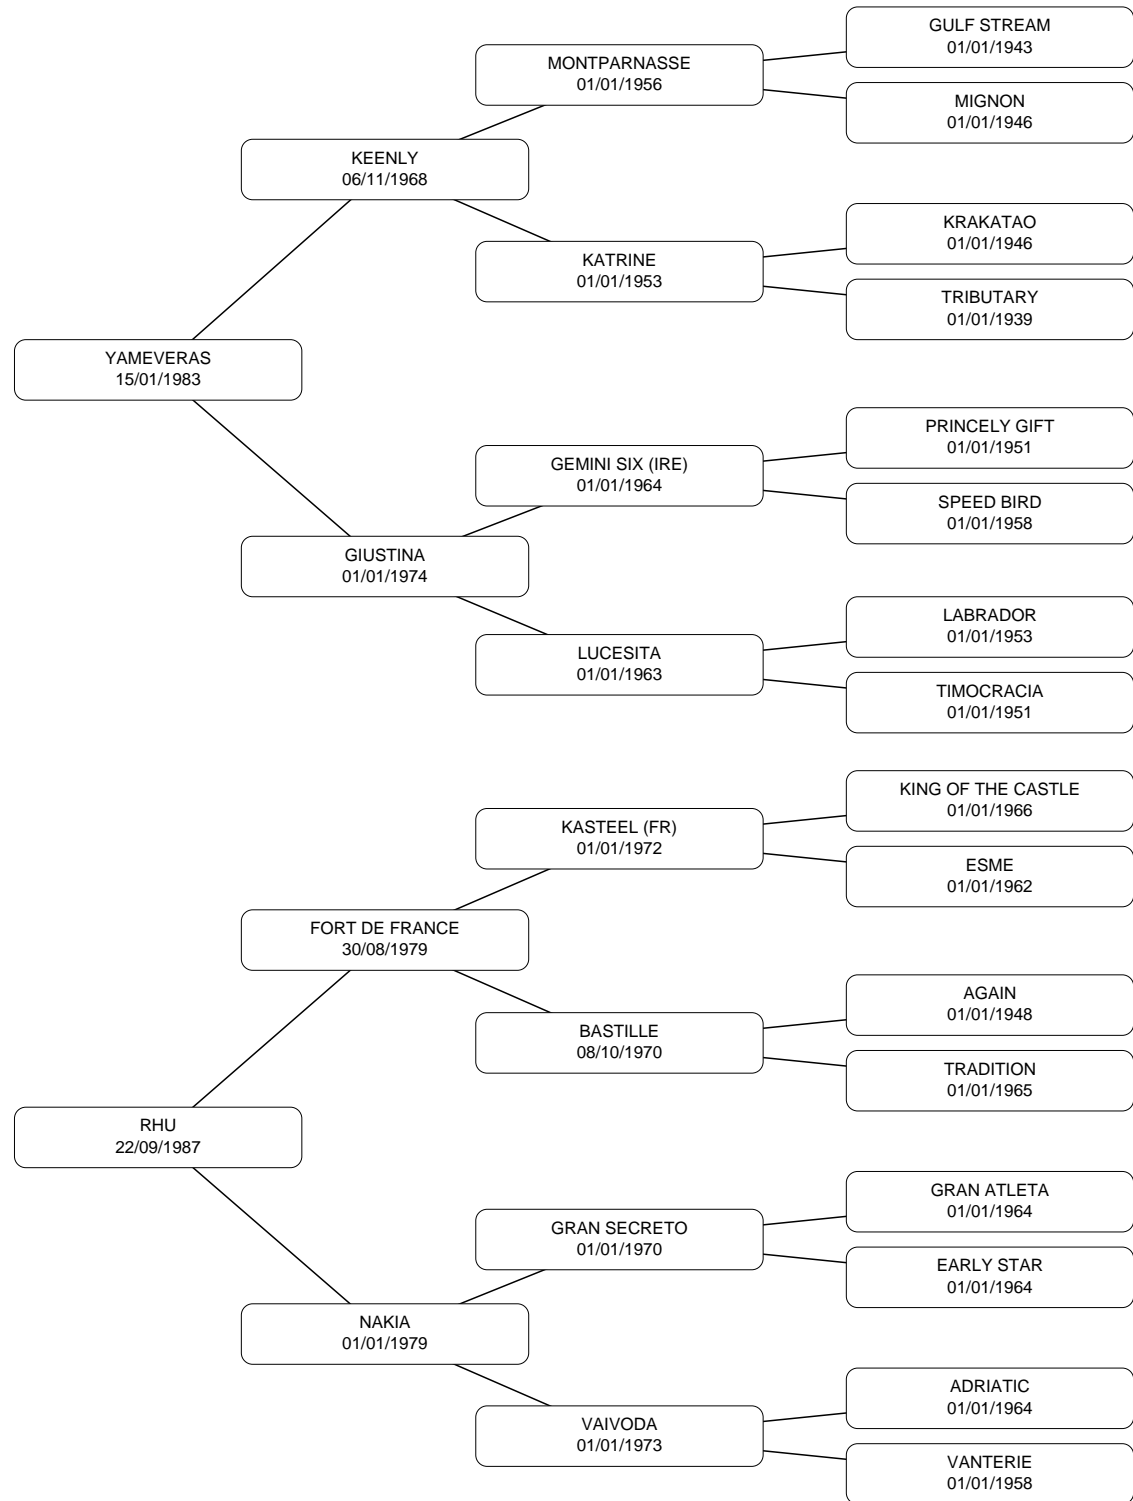 GULF STREAM
01/01/1943
MONTPARNASSE
01/01/1956
MIGNON
01/01/1946
KEENLY
06/11/1968
KRAKATAO
01/01/1946
KATRINE
01/01/1953
TRIBUTARY
01/01/1939
YAMEVERAS
15/01/1983
PRINCELY GIFT
01/01/1951
GEMINI SIX (IRE)
01/01/1964
SPEED BIRD
01/01/1958
GIUSTINA
01/01/1974
LABRADOR
01/01/1953
LUCESITA
01/01/1963
TIMOCRACIA
01/01/1951
KING OF THE CASTLE
01/01/1966
KASTEEL (FR)
01/01/1972
ESME
01/01/1962
FORT DE FRANCE
30/08/1979
AGAIN
01/01/1948
BASTILLE
08/10/1970
TRADITION
01/01/1965
RHU
22/09/1987
GRAN ATLETA
01/01/1964
GRAN SECRETO
01/01/1970
EARLY STAR
01/01/1964
NAKIA
01/01/1979
ADRIATIC
01/01/1964
VAIVODA
01/01/1973
VANTERIE
01/01/1958